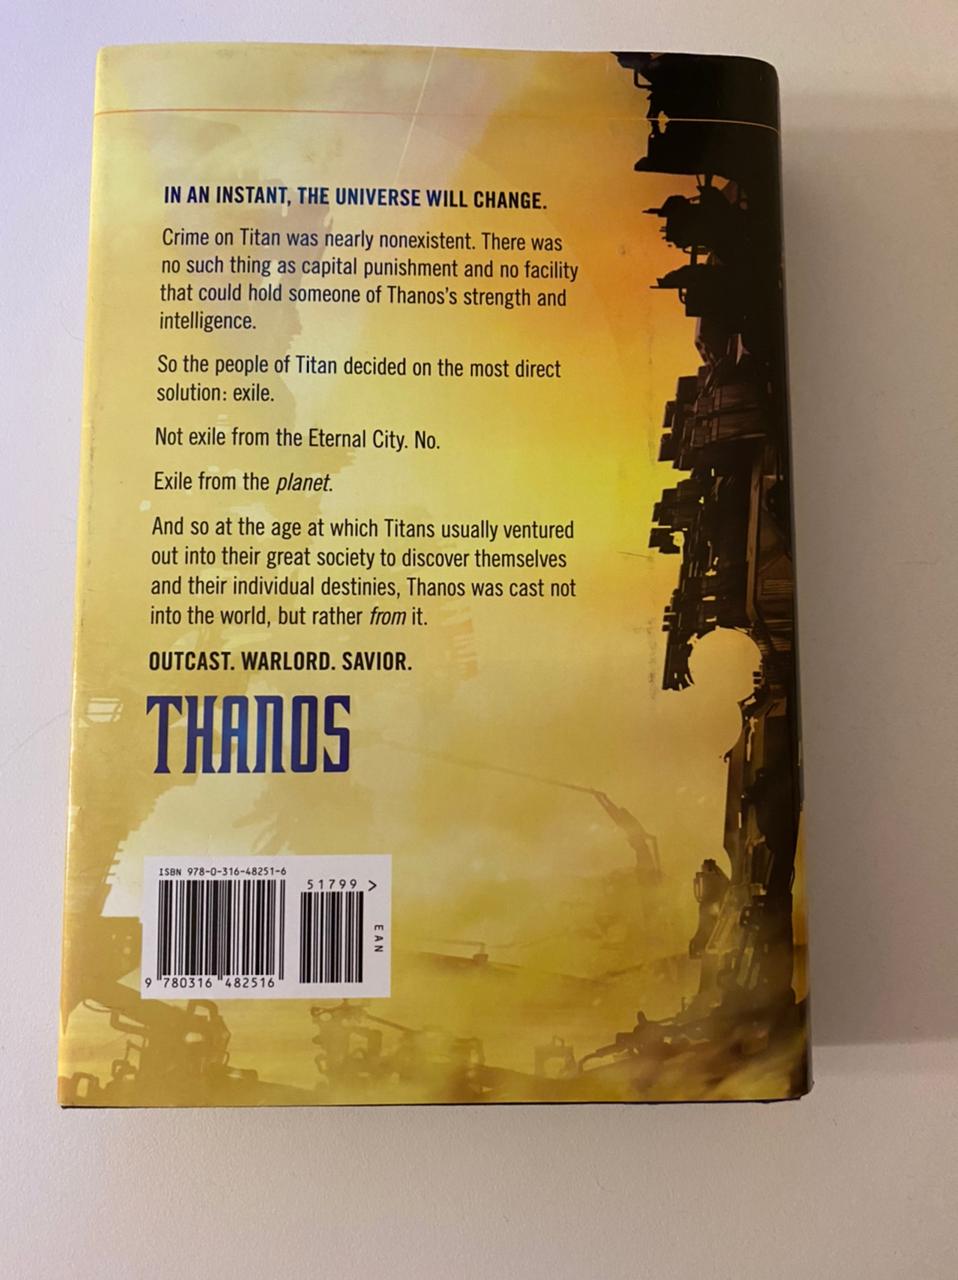 IN AN INSTANT, THE UNIVERSE WILL CHANGE.
Crime on Titan was nearly nonexistent. There was
no such thing as capital punishment and no facility
that could hold someone of Thanos's strength and
intelligence.
So the people of Titan decided on the most direct
solution: exile.
Not exile from the Eternal City. No.
Exile from the planet.
And so at the age at which Titans usually ventured
out into their great society to discover themselves
and their individual destinies, Thanos was cast not
into the world, but rather from it.
OUTCAST. WARLORD. SAVIOR.
THANOS
ISBN 978-0-316-48251-6
51799 >
EAN
9 780316 482516